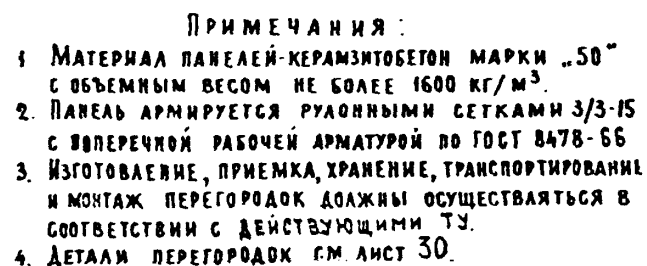 Примечания:
1 Материал панелей-керамзитобетон марки „50“
с объемным весом не более 1600 кг/м³.
2. Панель армируется рулонными сетками 3/3-15
с поперечной рабочей арматурой по ГОСТ 8478-66
3. Изготовление, приемка, хранение, транспортирование
и монтаж перегородок должны осуществляться в
соответствии с действующими ТУ.
4. Детали перегородок см. лист 30.